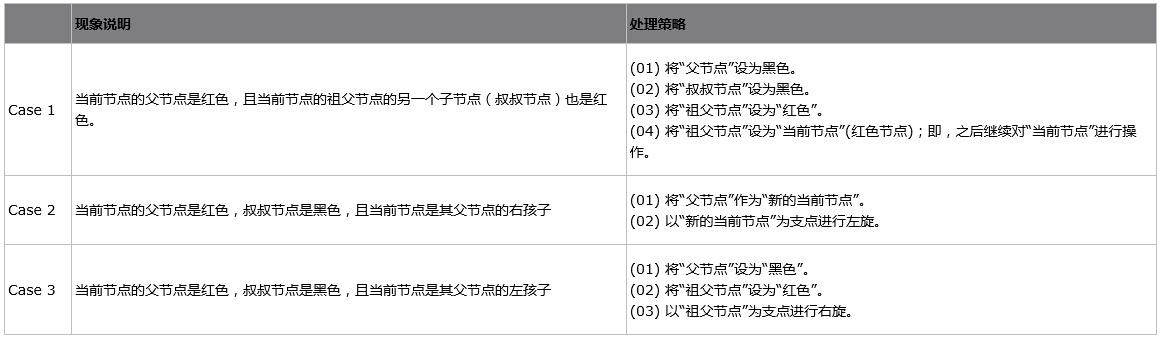 现象说明 处理策略
Case 1
当前节点的父节点是红色，且当前节点的祖父节点的另一个子节点（叔叔节点）也是红
色。
(01) 将“父节点”设为黑色。
(02) 将“叔叔节点”设为黑色。
(03) 将“祖父节点”设为“红色”。
(04) 将“祖父节点”设为“当前节点”(红色节点)；即，之后继续对“当前节点”进行操
作。
Case 2
当前节点的父节点是红色，叔叔节点是黑色，且当前节点是其父节点的右孩子
(01) 将“父节点”作为“新的当前节点”。
(02) 以“新的当前节点”为支点进行左旋。
Case 3
当前节点的父节点是红色，叔叔节点是黑色，且当前节点是其父节点的左孩子
(01) 将“父节点”设为“黑色”。
(02) 将“祖父节点”设为“红色”。
(03) 以“祖父节点”为支点进行右旋。